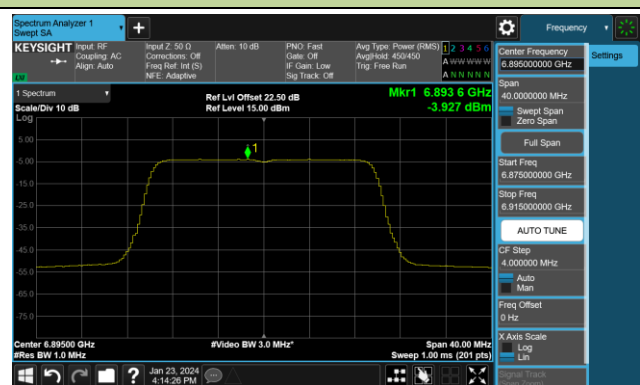 Spectrum Analyzer 1
Swept SA
Frequency
KEYSIGHT
Input: RF
Coupling: AC
Align: Auto
Input Z: 50 Ω
Corrections: Off
Freq Ref: Int (S)
NFE: Adaptive
Atten: 10 dB
PNO: Fast
Gate: Off
IF Gain: Low
Sig Track: Off
Avg Type: Power (RMS)
Avg|Hold: 450/450
Trig: Free Run
1 2 3 4 5 6
A W W W W W
A N N N N N
LU
1 Spectrum
Scale/Div 10 dB
Log
Ref Lvl Offset 22.50 dB
Ref Level 15.00 dBm
Mkr1 6.893 6 GHz
-3.927 dBm
1
5.00
-5.00
-15.0
-25.0
-35.0
-45.0
-55.0
-65.0
-75.0
Center 6.89500 GHz
#Res BW 1.0 MHz
#Video BW 3.0 MHz*
Span 40.00 MHz
Sweep 1.00 ms (201 pts)
Center Frequency
6.895000000 GHz
Settings
Span
40.0000000 MHz
Swept Span
Zero Span
Full Span
Start Freq
6.875000000 GHz
Stop Freq
6.915000000 GHz
AUTO TUNE
CF Step
4.000000 MHz
Auto
Man
Freq Offset
0 Hz
X Axis Scale
Log
Lin
Signal Track
(Span Zoom)
Jan 23, 2024
4:14:26 PM